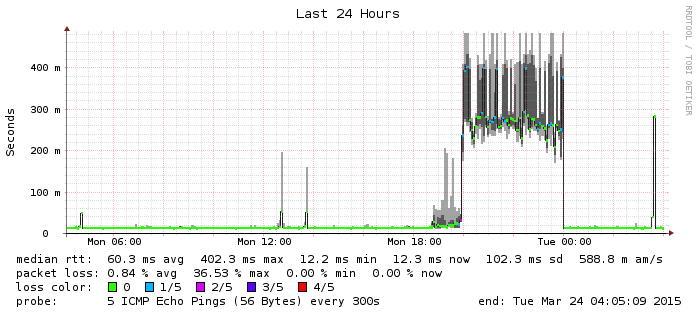 Last 24 Hours
RRDTOOL / TOBI OETIKER
Seconds
400 m
300 m
200 m
100 m
0
Mon 06:00 Mon 12:00 Mon 18:00 Tue 00:00
median rtt: 60.3 ms avg 402.3 ms max 12.2 ms min 12.3 ms now 102.3 ms sd 588.8 m am/s
packet loss: 0.84 % avg 36.53 % max 0.00 % min 0.00 % now
loss color: 0 1/5 2/5 3/5 4/5
probe: 5 ICMP Echo Pings (56 Bytes) every 300s end: Tue Mar 24 04:05:09 2015